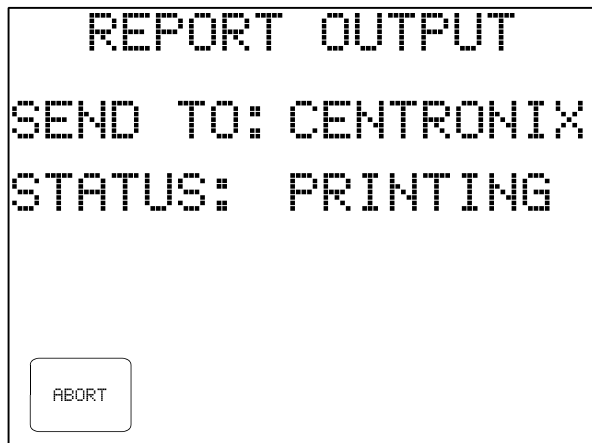 REPORT OUTPUT
SEND TO: CENTRONIX
STATUS: PRINTING
ABORT